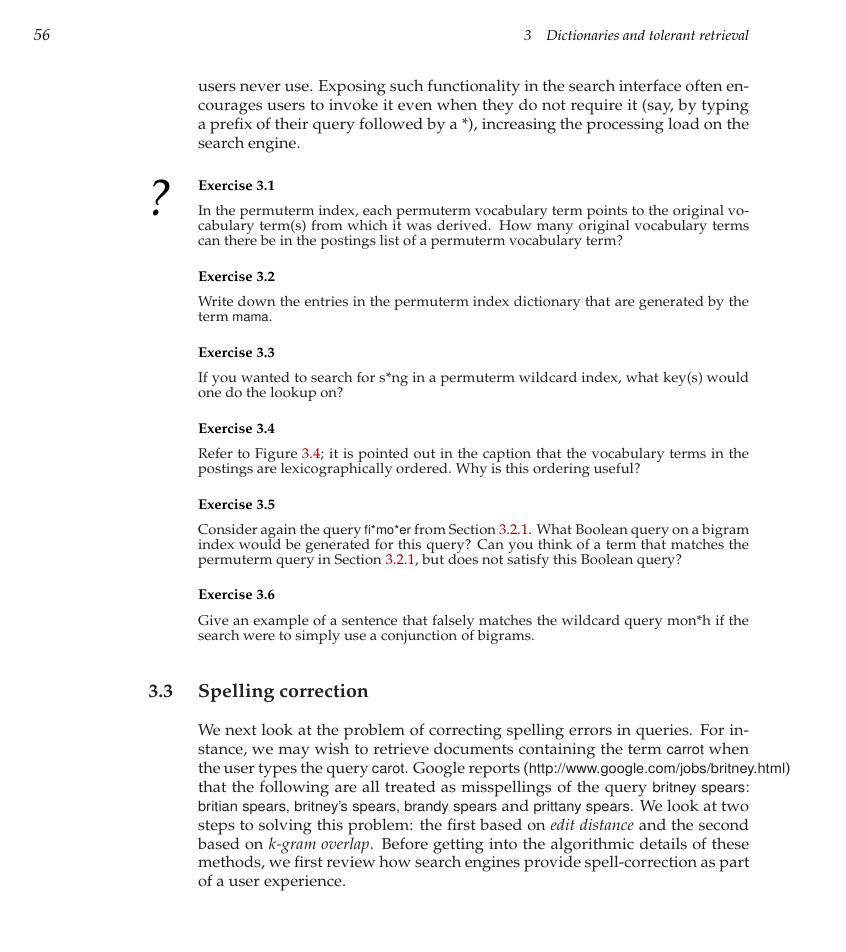 56
3 Dictionaries and tolerant retrieval
users never use. Exposing such functionality in the search interface often en-
courages users to invoke it even when they do not require it (say, by typing
a prefix of their query followed by a *), increasing the processing load on the
search engine.
?
Exercise 3.1
In the permuterm index, each permuterm vocabulary term points to the original vo-
cabulary term(s) from which it was derived. How many original vocabulary terms
can there be in the postings list of a permuterm vocabulary term?
Exercise 3.2
Write down the entries in the permuterm index dictionary that are generated by the
term mama.
Exercise 3.3
If you wanted to search for s*ng in a permuterm wildcard index, what key(s) would
one do the lookup on?
Exercise 3.4
Refer to Figure 3.4; it is pointed out in the caption that the vocabulary terms in the
postings are lexicographically ordered. Why is this ordering useful?
Exercise 3.5
Consider again the query fi*mo*er from Section 3.2.1. What Boolean query on a bigram
index would be generated for this query? Can you think of a term that matches the
permuterm query in Section 3.2.1, but does not satisfy this Boolean query?
Exercise 3.6
Give an example of a sentence that falsely matches the wildcard query mon*h if the
search were to simply use a conjunction of bigrams.
3.3 Spelling correction
We next look at the problem of correcting spelling errors in queries. For in-
stance, we may wish to retrieve documents containing the term carrot when
the user types the query carot. Google reports (http://www.google.com/jobs/britney.html)
that the following are all treated as misspellings of the query britney spears:
britian spears, britney's spears, brandy spears and prittany spears. We look at two
steps to solving this problem: the first based on edit distance and the second
based on k-gram overlap. Before getting into the algorithmic details of these
methods, we first review how search engines provide spell-correction as part
of a user experience.